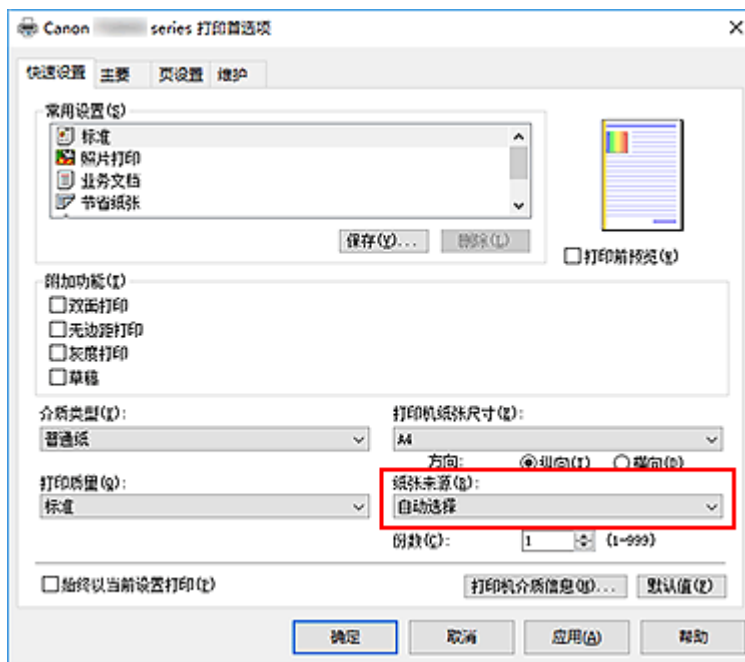 Canon series 打印首选项
快速设置 主要 页设置 维护
常用设置(S)
标准
照片打印
业务文档
节省纸张
保存(V)... 删除(L)
打印前预览(W)
附加功能(I)
双面打印
无边距打印
灰度打印
草稿
介质类型(X): 打印机纸张尺寸(Z):
普通纸 A4
方向: 纵向(T) 横向(D)
打印质量(Q): 纸张来源(R):
标准 自动选择
份数(C): 1 (1-999)
始终以当前设置打印(P)
打印机介质信息(M)... 默认值(F)
确定 取消 应用(A) 帮助